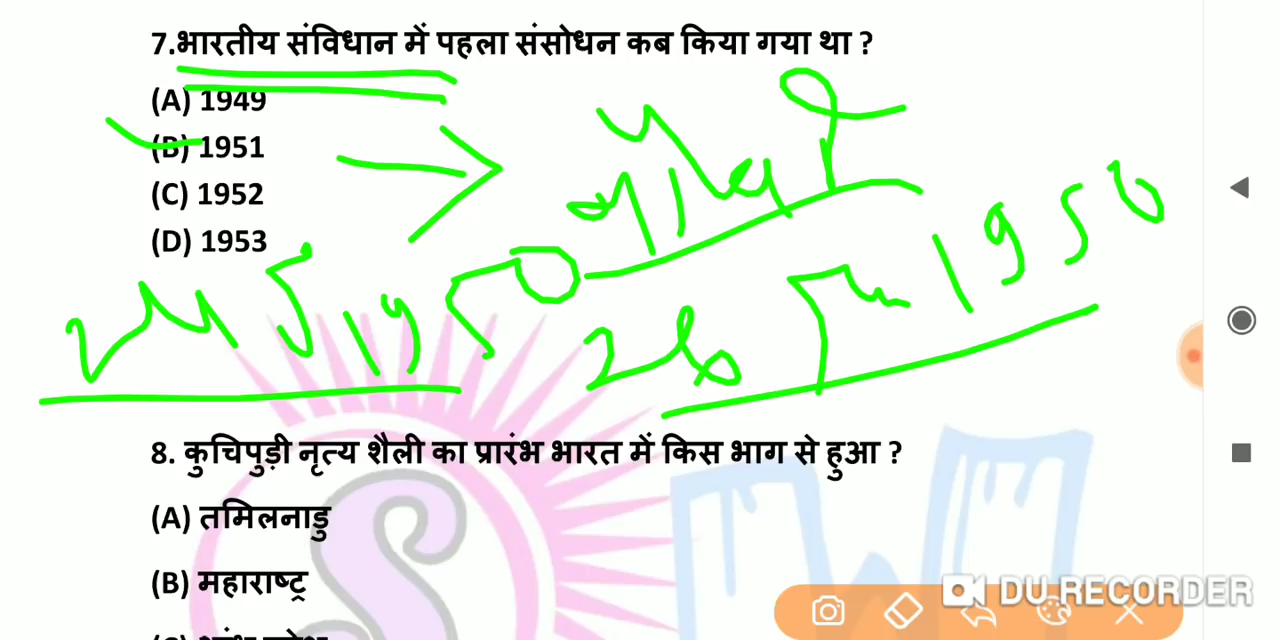 7.भारतीय संविधान में पहला संसोधन कब किया गया था ?
(A) 1949
(B) 1951
(C) 1952
(D) 1953
1950
26 1950
8. कुचिपुड़ी नृत्य शैली का प्रारंभ भारत में किस भाग से हुआ ?
(A) तमिलनाडु
(B) महाराष्ट्र
DU RECORDER